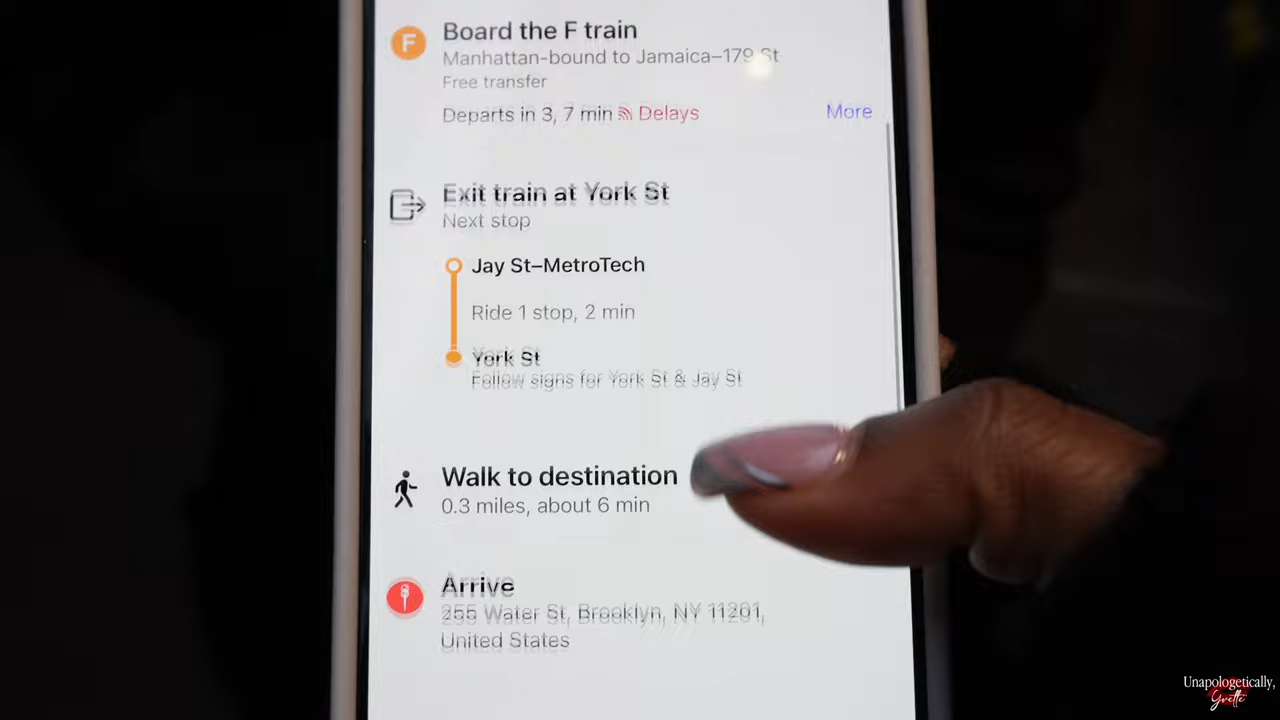 F
Board the F train
Manhattan-bound to Jamaica–179 St
Free transfer
Departs in 3, 7 min Delays
More
Exit train at York St
Next stop
Jay St–MetroTech
Ride 1 stop, 2 min
York St
Follow signs for York St & Jay St
Walk to destination
0.3 miles, about 6 min
Arrive
255 Water St, Brooklyn, NY 11201,
United States
Unapologetically,
Yvette